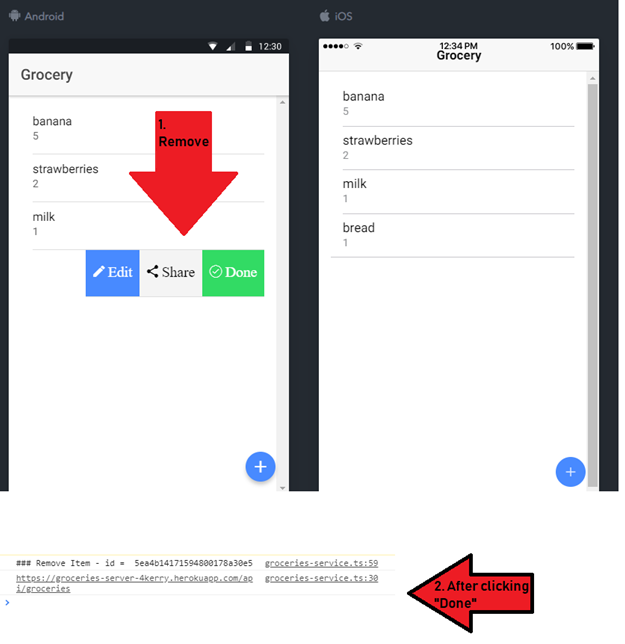 Android
12:30
Grocery
banana
5
strawberries
2
milk
1
Edit
Share
Done
1.
Remove
iOS
12:34 PM
100%
Grocery
banana
5
strawberries
2
milk
1
bread
1
### Remove Item - id = 5ea4b14171594800178a30e5 groceries-service.ts:59
https://groceries-server-4kerry.herokuapp.com/ap groceries-service.ts:30
i/groceries
2. After clicking
"Done"